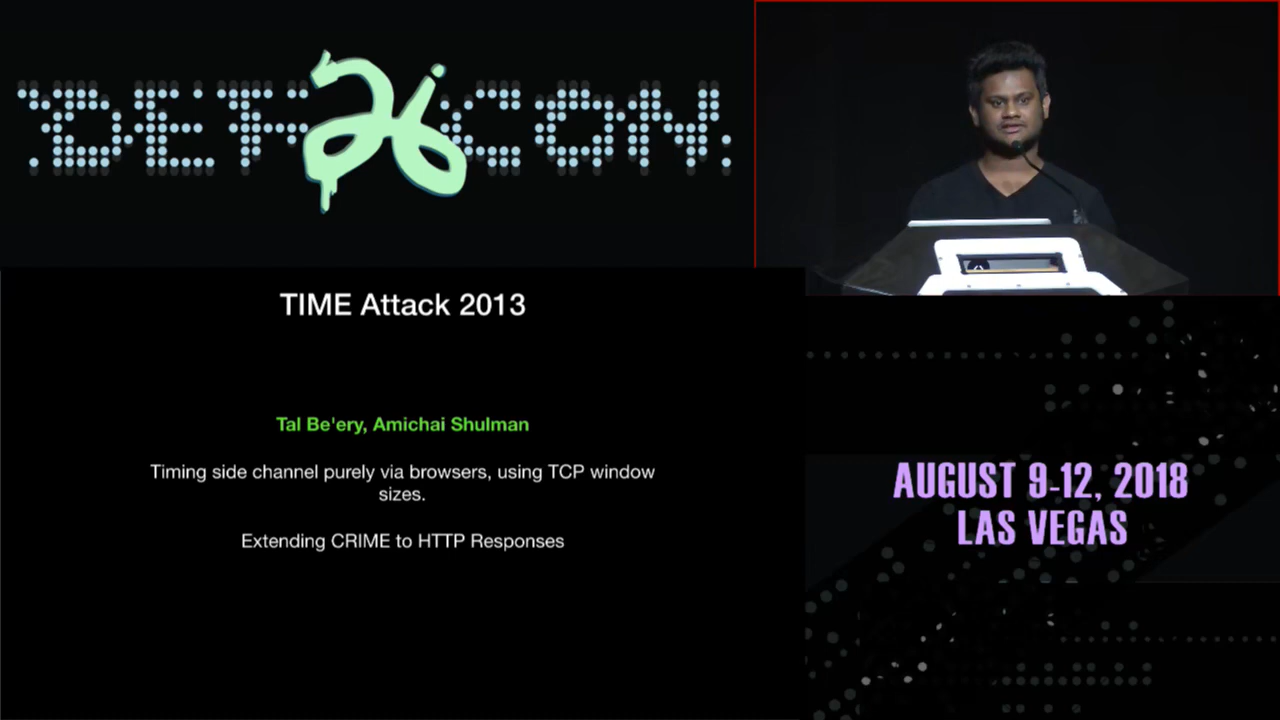 DEF 26 CON
TIME Attack 2013
Tal Be'ery, Amichai Shulman
Timing side channel purely via browsers, using TCP window
sizes.
Extending CRIME to HTTP Responses
AUGUST 9-12, 2018
LAS VEGAS